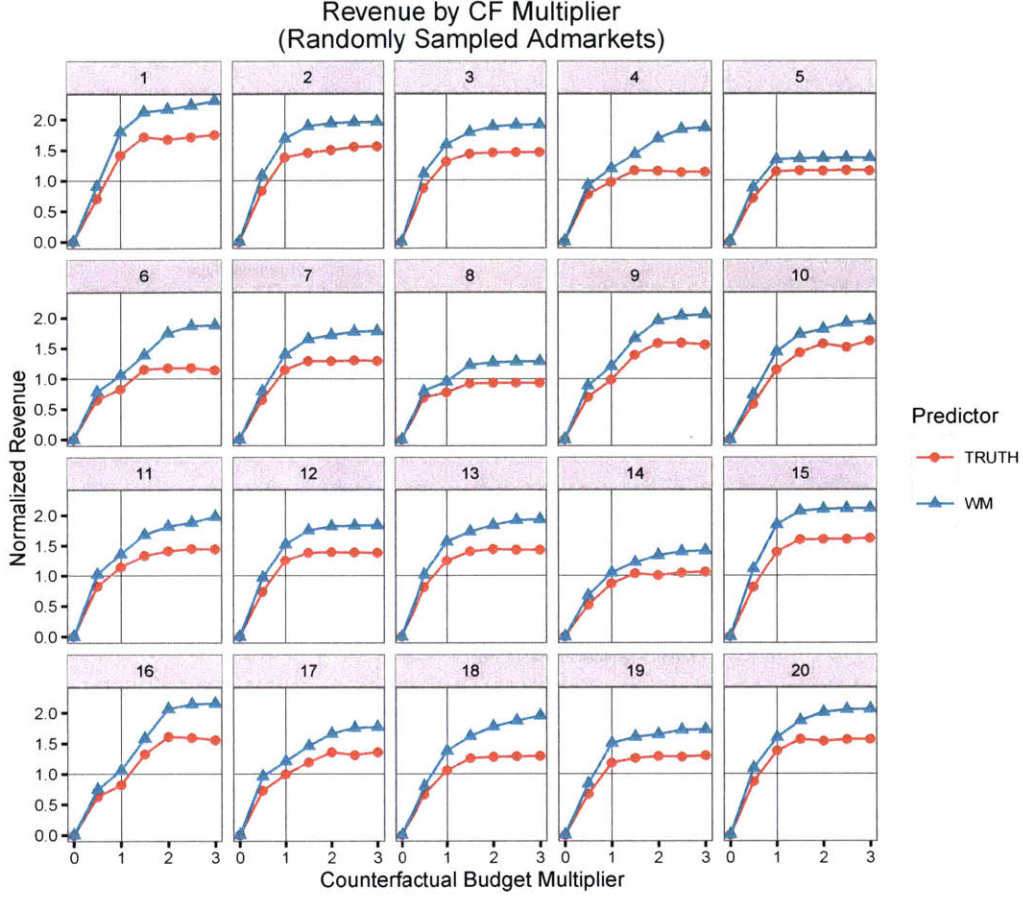 Revenue by CF Multiplier
(Randomly Sampled Admarkets)
1 2 3 4 5
2.0
1.5
1.0
0.5
0.0
6 7 8 9 10
2.0
1.5
1.0
0.5
0.0
11 12 13 14 15
2.0
1.5
1.0
0.5
0.0
16 17 18 19 20
2.0
1.5
1.0
0.5
0.0
0 1 2 3 0 1 2 3 0 1 2 3 0 1 2 3 0 1 2 3
Counterfactual Budget Multiplier
Normalized Revenue
Predictor
TRUTH
WM